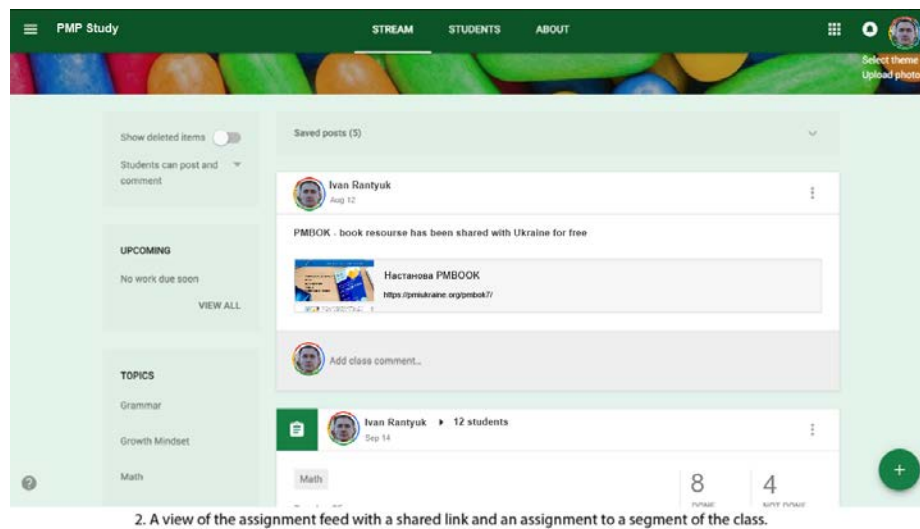 PMP Study
STREAM
STUDENTS
ABOUT
Select theme
Upload photo
Show deleted items
Students can post and
comment
UPCOMING
No work due soon
VIEW ALL
TOPICS
Grammar
Growth Mindset
Math
Saved posts (5)
Ivan Rantyuk
Aug 12
PMBOK - book resourse has been shared with Ukraine for free
Настанова PMBOOK
https://pmiukraine.org/pmbok7/
Add class comment...
Ivan Rantyuk 12 students
Sep 14
Math
8
DONE
4
NOT DONE
2. A view of the assignment feed with a shared link and an assignment to a segment of the class.